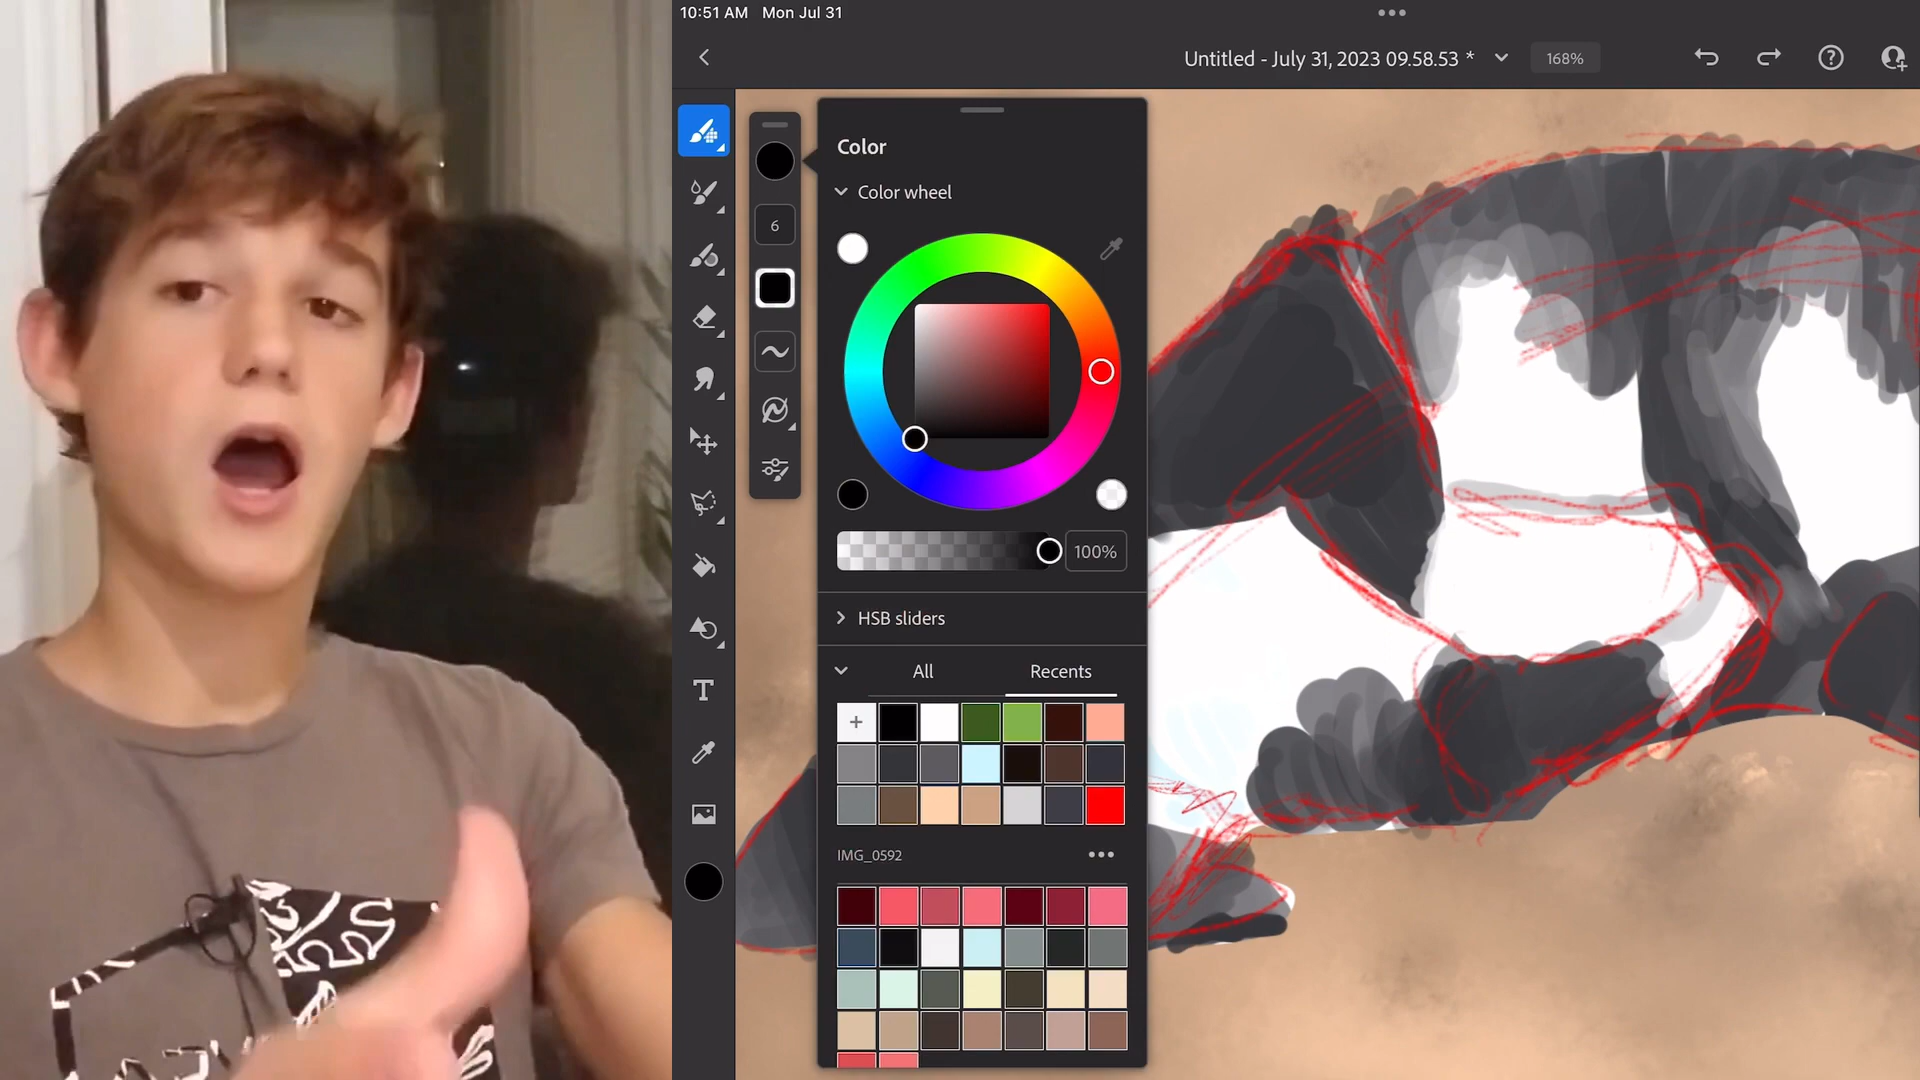 10:51 AM Mon Jul 31
Untitled - July 31, 2023 09.58.53 *
168%
Color
Color wheel
6
100%
HSB sliders
All
Recents
IMG_0592
T